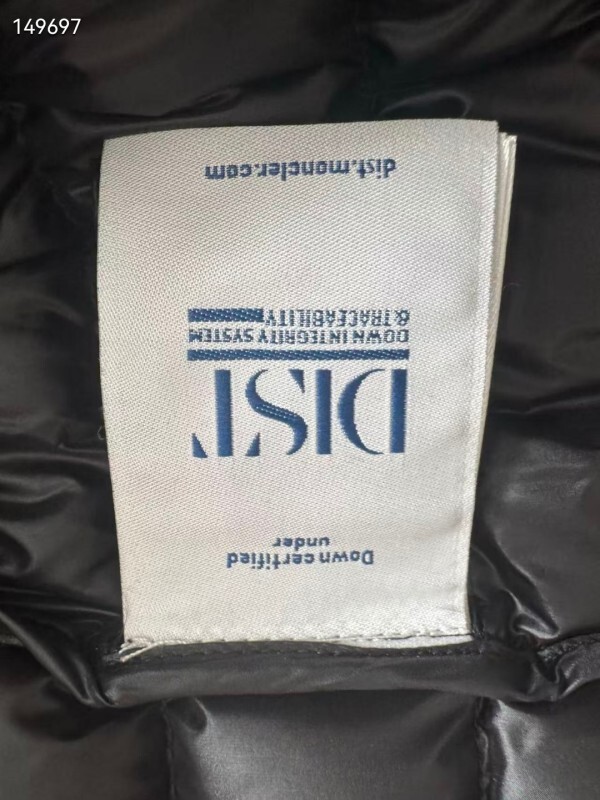 149697
Down certified
under
DIST
DOWN INTEGRITY SYSTEM
& TRACEABILITY
dist.moncler.com